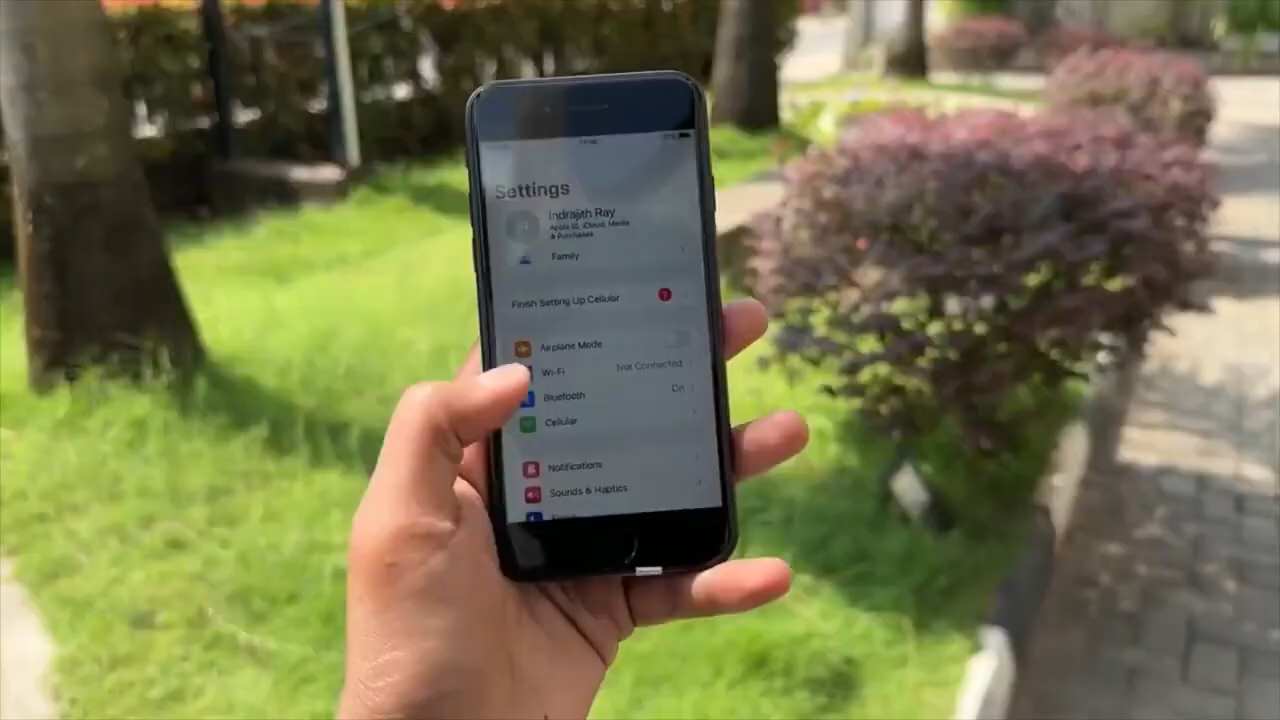 Settings
Indrajith Ray
Apple ID, iCloud, Media
& Purchases
Family
Finish Setting Up Cellular
1
Airplane Mode
Wi-Fi Not Connected
Bluetooth On
Cellular
Notifications
Sounds & Haptics